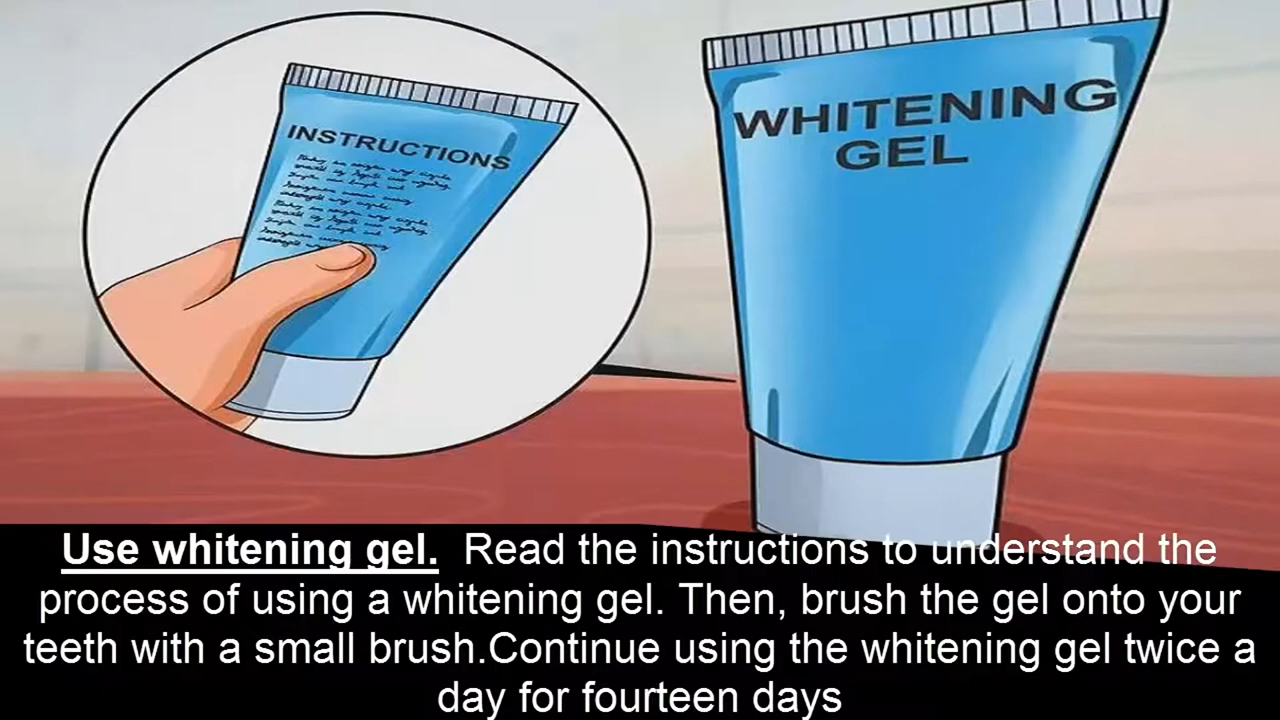 INSTRUCTIONS
WHITENING
GEL
Use whitening gel.  Read the instructions to understand the
process of using a whitening gel. Then, brush the gel onto your
teeth with a small brush.Continue using the whitening gel twice a
day for fourteen days